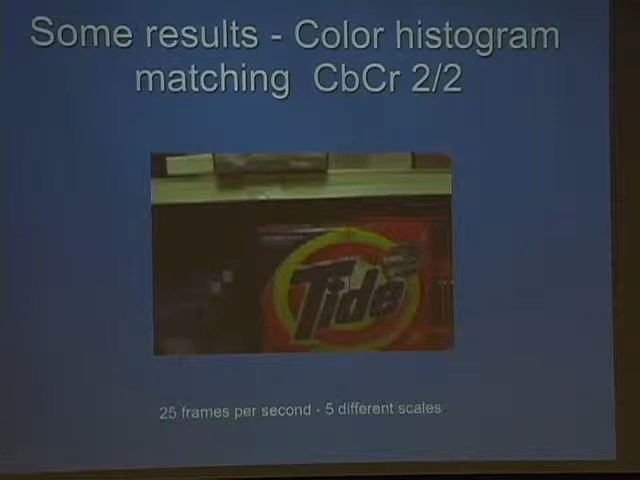 Some results - Color histogram
matching CbCr 2/2
Tide
25 frames per second - 5 different scales